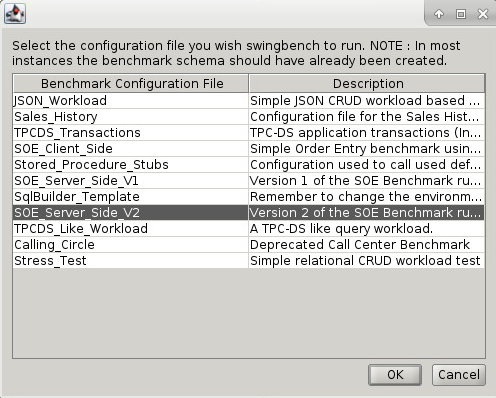 Select the configuration file you wish swingbench to run. NOTE : In most
instances the benchmark schema should have already been created.
Benchmark Configuration File Description
JSON_Workload Simple JSON CRUD workload based ...
Sales_History Configuration file for the Sales Hist...
TPCDS_Transactions TPC-DS application transactions (In...
SOE_Client_Side Simple Order Entry benchmark usin...
Stored_Procedure_Stubs Configuration used to call used def...
SOE_Server_Side_V1 Version 1 of the SOE Benchmark ru...
SqlBuilder_Template Remember to change the environm...
SOE_Server_Side_V2 Version 2 of the SOE Benchmark ru...
TPCDS_Like_Workload A TPC-DS like query workload.
Calling_Circle Deprecated Call Center Benchmark
Stress_Test Simple relational CRUD workload test
OK Cancel